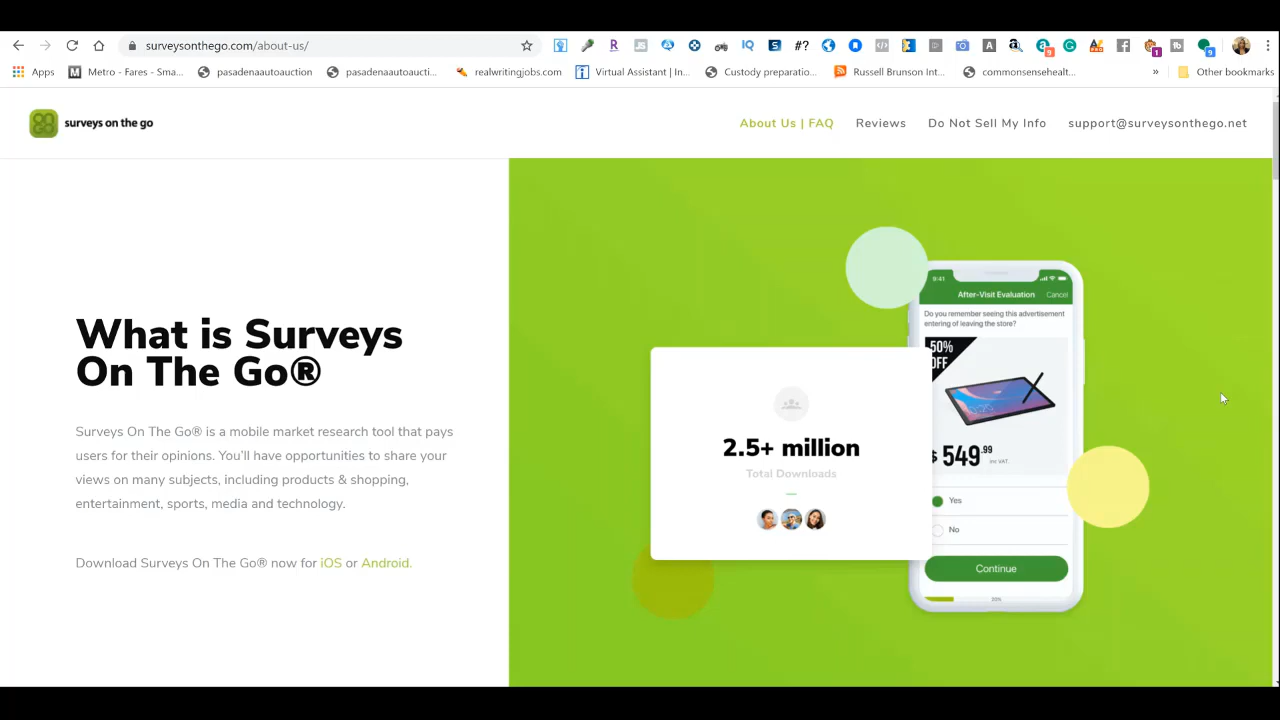 surveysonthego.com/about-us/
Apps
Metro - Fares - Sma...
pasadenaautoauction
pasadenaautoaucti...
realwritingjobs.com
Virtual Assistant | In...
Custody preparatio...
Russell Brunson Int...
commonsensehealt...
»
Other bookmarks
surveys on the go
About Us | FAQ
Reviews
Do Not Sell My Info
support@surveysonthego.net
What is Surveys
On The Go®
Surveys On The Go® is a mobile market research tool that pays
users for their opinions. You'll have opportunities to share your
views on many subjects, including products & shopping,
entertainment, sports, media and technology.
Download Surveys On The Go® now for iOS or Android.
2.5+ million
Total Downloads
9:41
After-Visit Evaluation
Cancel
Do you remember seeing this advertisement
entering of leaving the store?
50%
OFF
$ 549.99
inc VAT.
Yes
No
Continue
20%